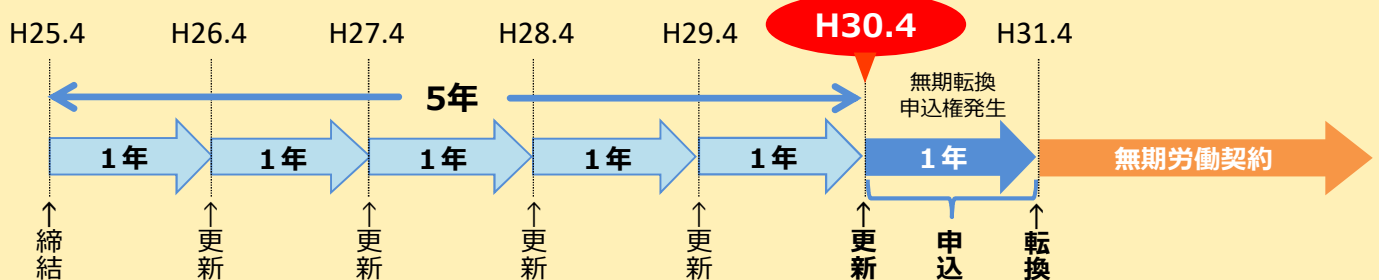 H25.4 H26.4 H27.4 H28.4 H29.4 H30.4 H31.4
5年
無期転換
申込権発生
1年 1年 1年 1年 1年 1年 無期労働契約
↑締結 ↑更新 ↑更新 ↑更新 ↑更新 ↑更新 申込 ↑転換